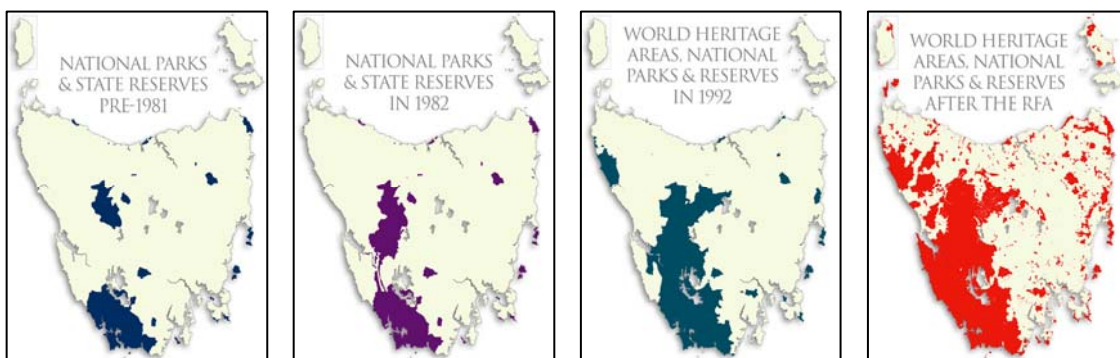 NATIONAL PARKS
& STATE RESERVES
PRE-1981
NATIONAL PARKS
& STATE RESERVES
IN 1982
WORLD HERITAGE
AREAS, NATIONAL
PARKS & RESERVES
IN 1992
WORLD HERITAGE
AREAS, NATIONAL
PARKS & RESERVES
AFTER THE RFA